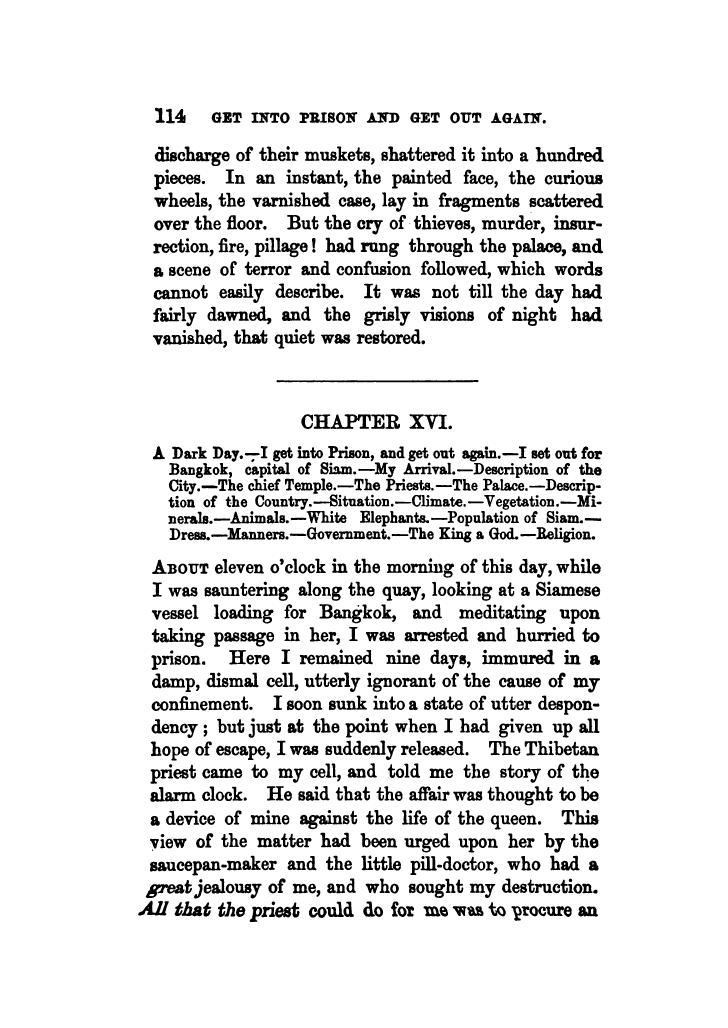 114 GET INTO PRISON AND GET OUT AGAIN.
discharge of their muskets, shattered it into a hundred
pieces. In an instant, the painted face, the curious
wheels, the varnished case, lay in fragments scattered
over the floor. But the cry of thieves, murder, insur-
rection, fire, pillage! had rung through the palace, and
a scene of terror and confusion followed, which words
cannot easily describe. It was not till the day had
fairly dawned, and the grisly visions of night had
vanished, that quiet was restored.
CHAPTER XVI.
A Dark Day.—I get into Prison, and get out again.—I set out for
Bangkok, capital of Siam.—My Arrival.—Description of the
City.—The chief Temple.—The Priests.—The Palace.—Descrip-
tion of the Country.—Situation.—Climate.—Vegetation.—Mi-
nerals.—Animals.—White Elephants.—Population of Siam.—
Dress.—Manners.—Government.—The King a God.—Religion.
ABOUT eleven o'clock in the morning of this day, while
I was sauntering along the quay, looking at a Siamese
vessel loading for Bangkok, and meditating upon
taking passage in her, I was arrested and hurried to
prison. Here I remained nine days, immured in a
damp, dismal cell, utterly ignorant of the cause of my
confinement. I soon sunk into a state of utter despon-
dency; but just at the point when I had given up all
hope of escape, I was suddenly released. The Thibetan
priest came to my cell, and told me the story of the
alarm clock. He said that the affair was thought to be
a device of mine against the life of the queen. This
view of the matter had been urged upon her by the
saucepan-maker and the little pill-doctor, who had a
great jealousy of me, and who sought my destruction.
All that the priest could do for me was to procure an